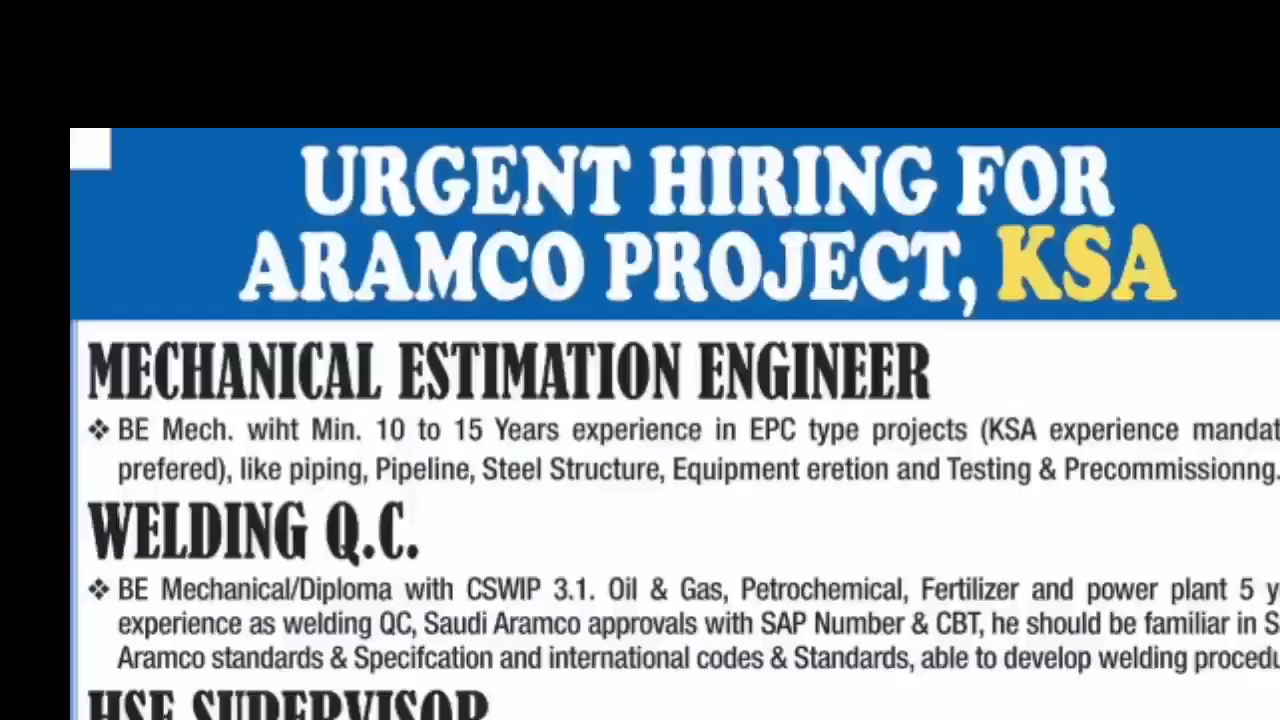 URGENT HIRING FOR
ARAMCO PROJECT, KSA
MECHANICAL ESTIMATION ENGINEER
❖ BE Mech. wiht Min. 10 to 15 Years experience in EPC type projects (KSA experience mandat
prefered), like piping, Pipeline, Steel Structure, Equipment eretion and Testing & Precommissionng.
WELDING Q.C.
❖ BE Mechanical/Diploma with CSWIP 3.1. Oil & Gas, Petrochemical, Fertilizer and power plant 5 y
experience as welding QC, Saudi Aramco approvals with SAP Number & CBT, he should be familiar in S
Aramco standards & Specifcation and international codes & Standards, able to develop welding procedu
HSE SUPERVISOR